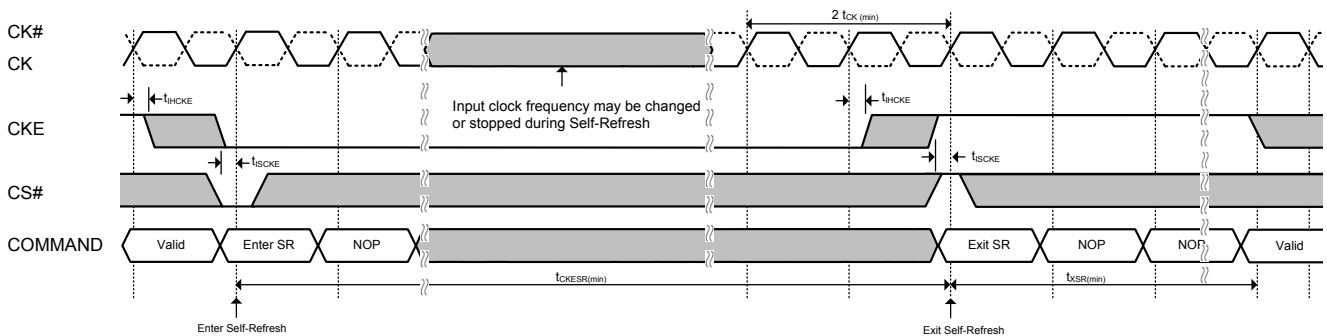 CK#
CK
2 tCK (min)
tIHCKE
Input clock frequency may be changed
or stopped during Self-Refresh
tIHCKE
CKE
tISCKE
tISCKE
CS#
COMMAND
Valid
Enter SR
NOP
Exit SR
NOP
NOP
Valid
tCKESR(min)
tXSR(min)
Enter Self-Refresh
Exit Self-Refresh